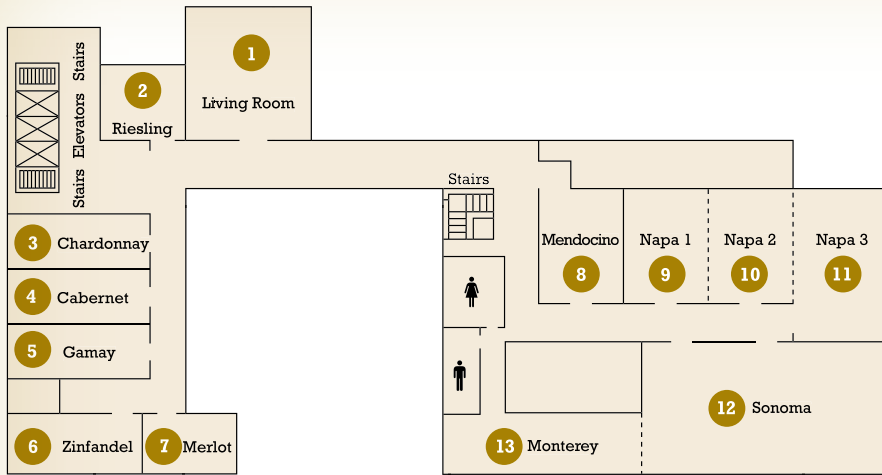 1
Living Room
2
Riesling
Stairs
Elevators
Stairs
Stairs
3 Chardonnay
4 Cabernet
5 Gamay
6 Zinfandel
7 Merlot
Mendocino
8
Napa 1
9
Napa 2
10
Napa 3
11
12 Sonoma
13 Monterey